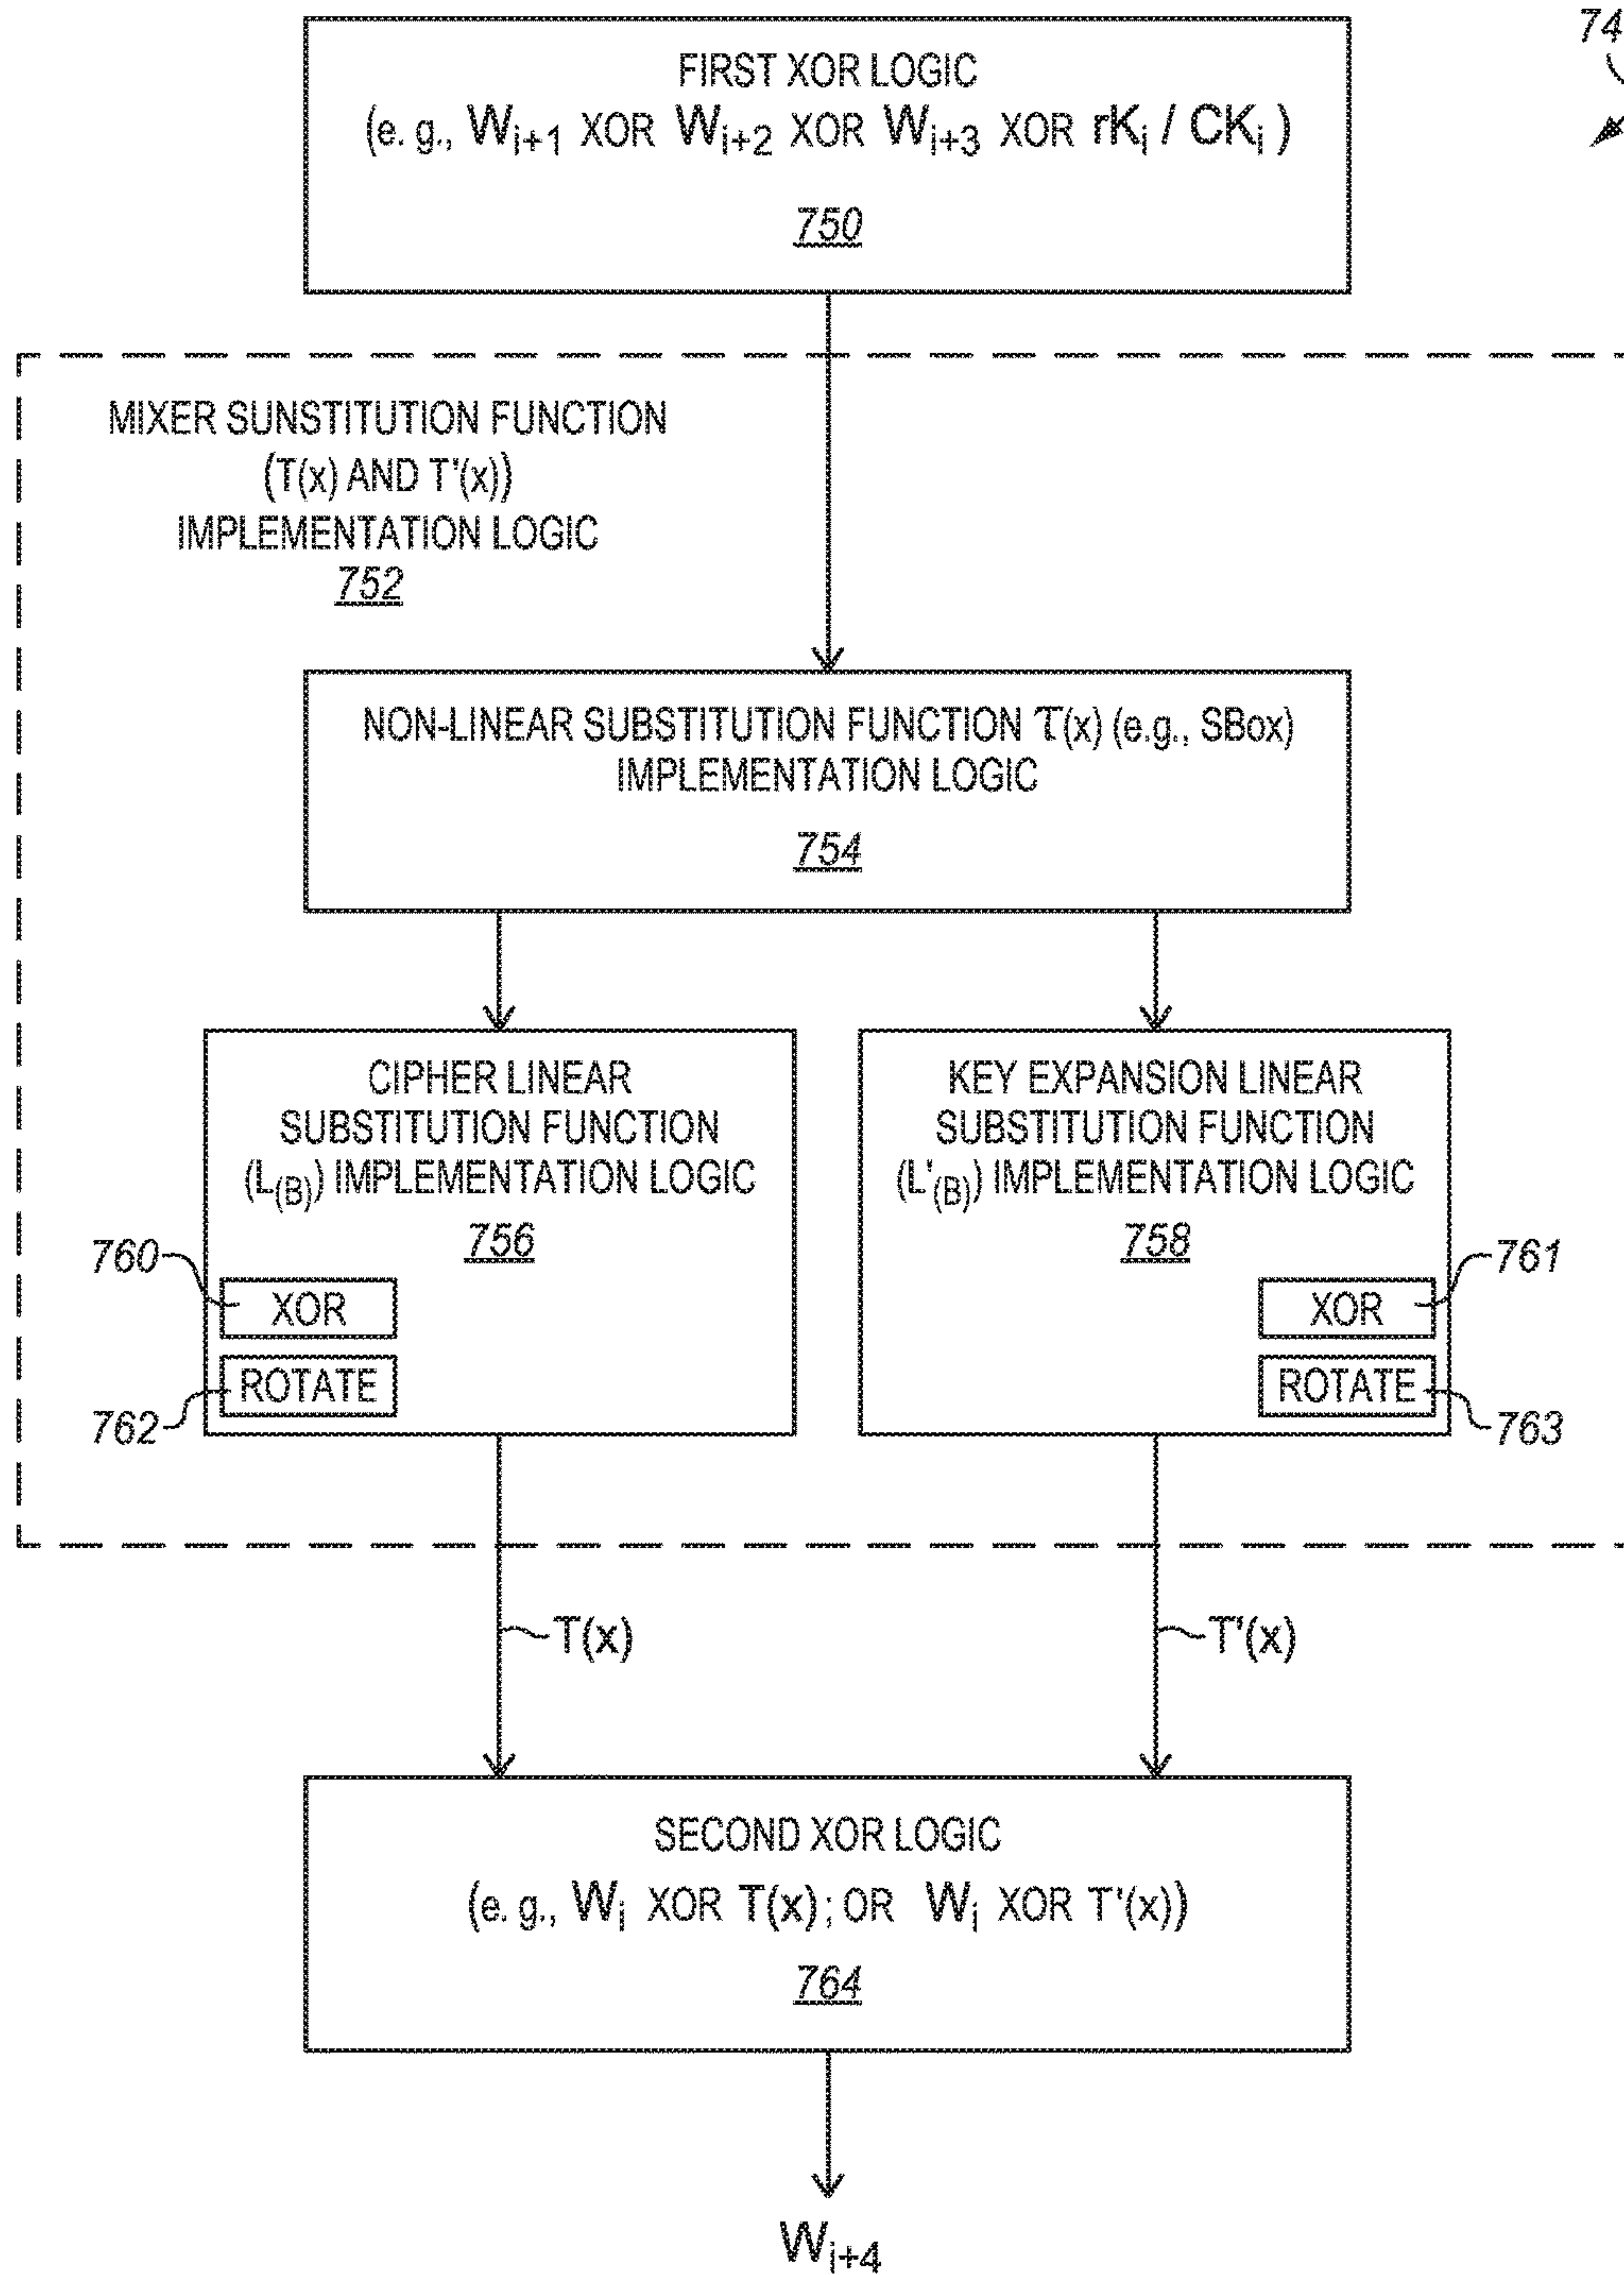 74
FIRST XOR LOGIC
(e. g., Wi+1 XOR Wi+2 XOR Wi+3 XOR rKi / CKi )
750
MIXER SUNSTITUTION FUNCTION
(T(x) AND T'(x))
IMPLEMENTATION LOGIC
752
NON-LINEAR SUBSTITUTION FUNCTION τ(x) (e.g., SBox)
IMPLEMENTATION LOGIC
754
CIPHER LINEAR
SUBSTITUTION FUNCTION
(L(B)) IMPLEMENTATION LOGIC
756
760
XOR
ROTATE
762
KEY EXPANSION LINEAR
SUBSTITUTION FUNCTION
(L'(B)) IMPLEMENTATION LOGIC
758
761
XOR
ROTATE
763
T(x)
T'(x)
SECOND XOR LOGIC
(e. g., Wi XOR T(x); OR Wi XOR T'(x))
764
Wi+4